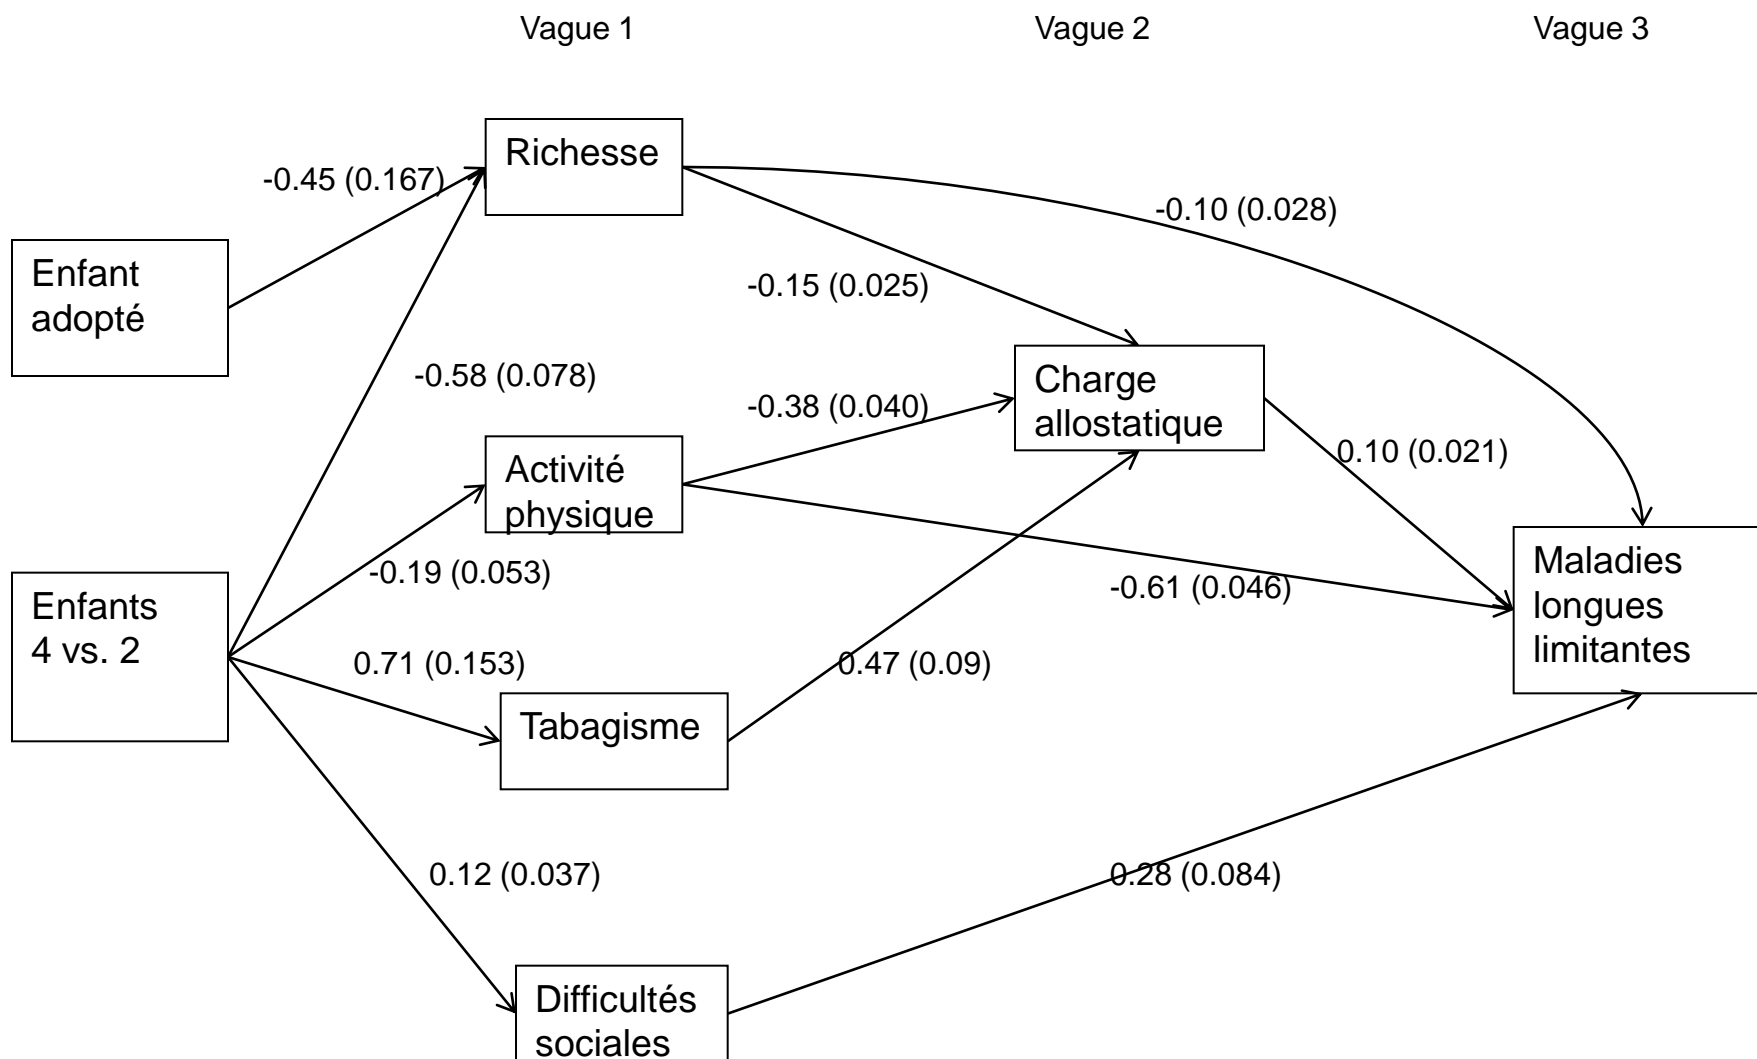 Vague 1
Vague 2
Vague 3
Richesse
-0.45 (0.167)
-0.10 (0.028)
Enfant
adopté
-0.15 (0.025)
-0.58 (0.078)
Charge
allostatique
-0.38 (0.040)
0.10 (0.021)
Activité
physique
-0.19 (0.053)
-0.61 (0.046)
Maladies
longues
limitantes
Enfants
4 vs. 2
0.71 (0.153)
0.47 (0.09)
Tabagisme
0.12 (0.037)
0.28 (0.084)
Difficultés
sociales